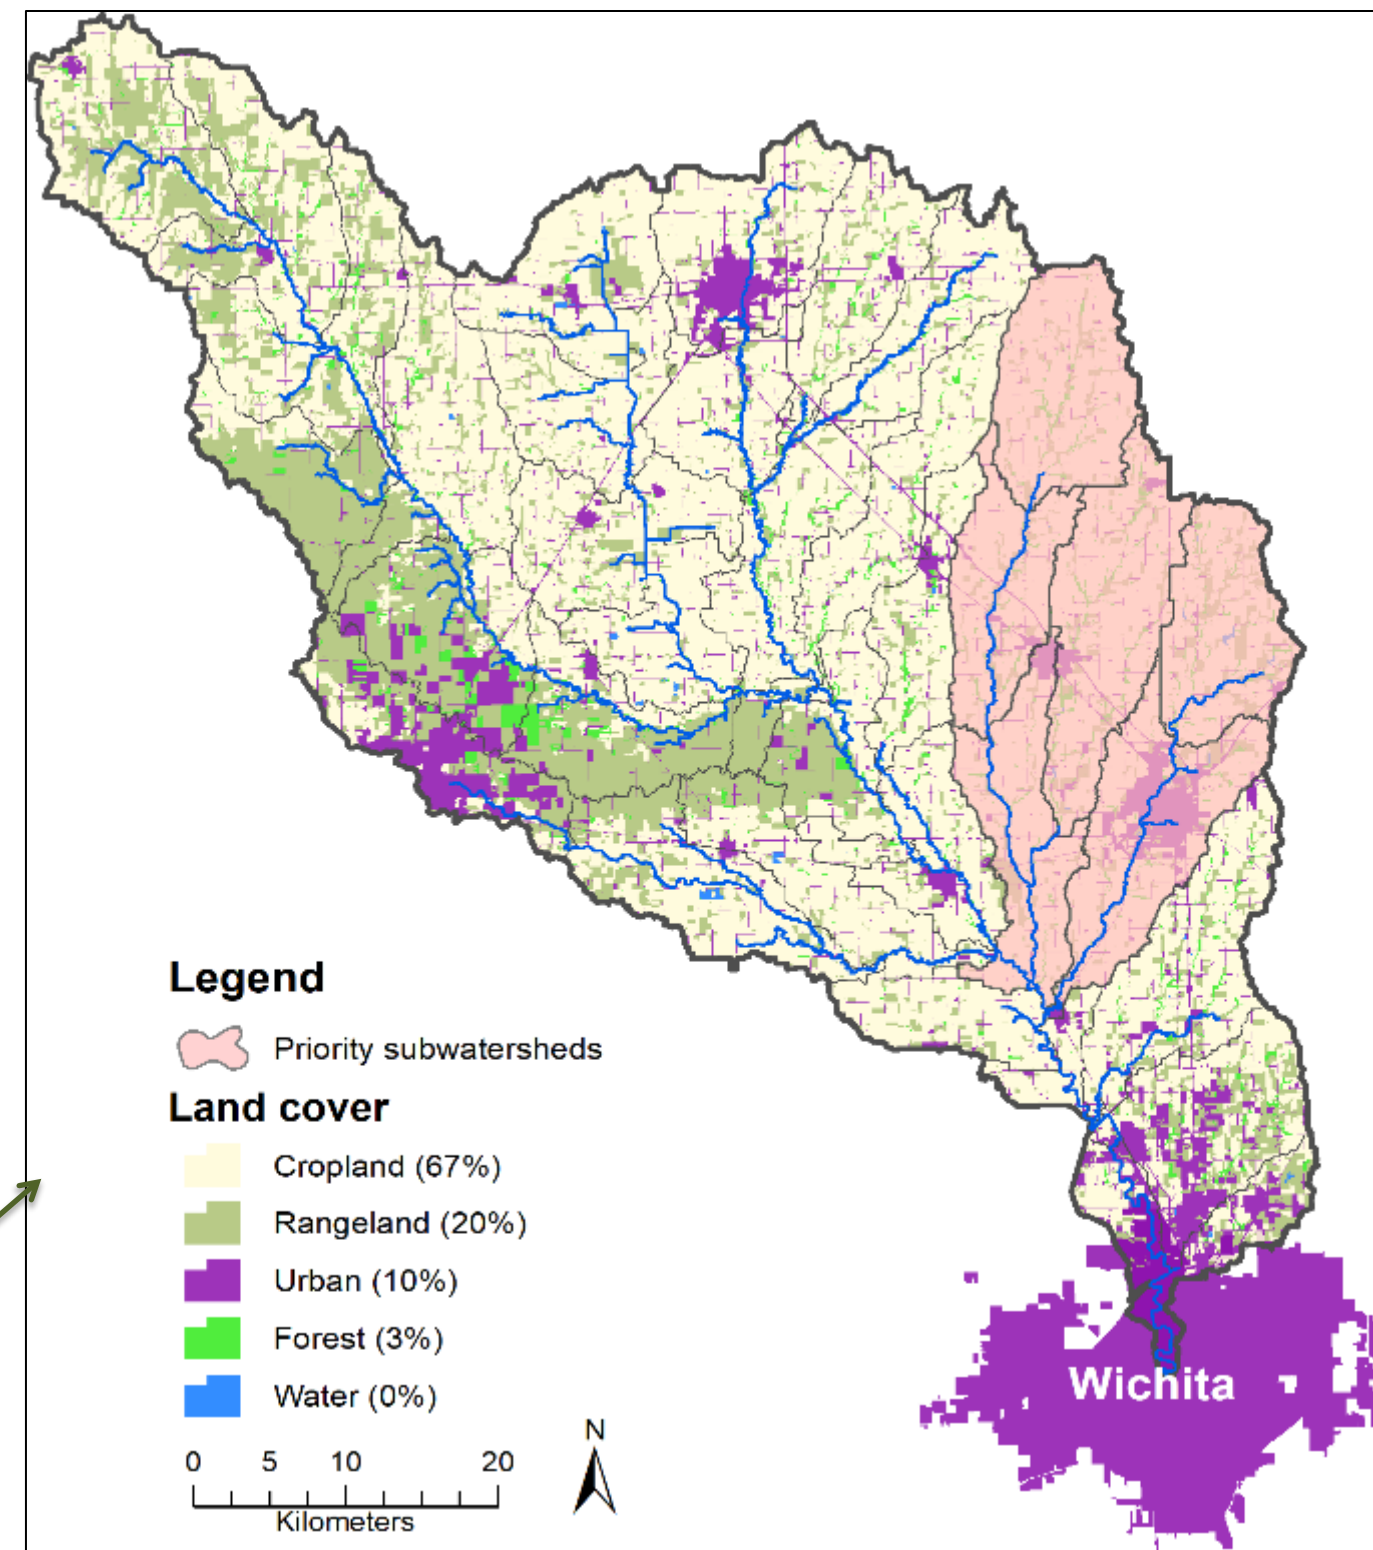 Legend
Priority subwatersheds
Land cover
Cropland (67%)
Rangeland (20%)
Urban (10%)
Forest (3%)
Water (0%)
0 5 10 20
Kilometers
N
Wichita